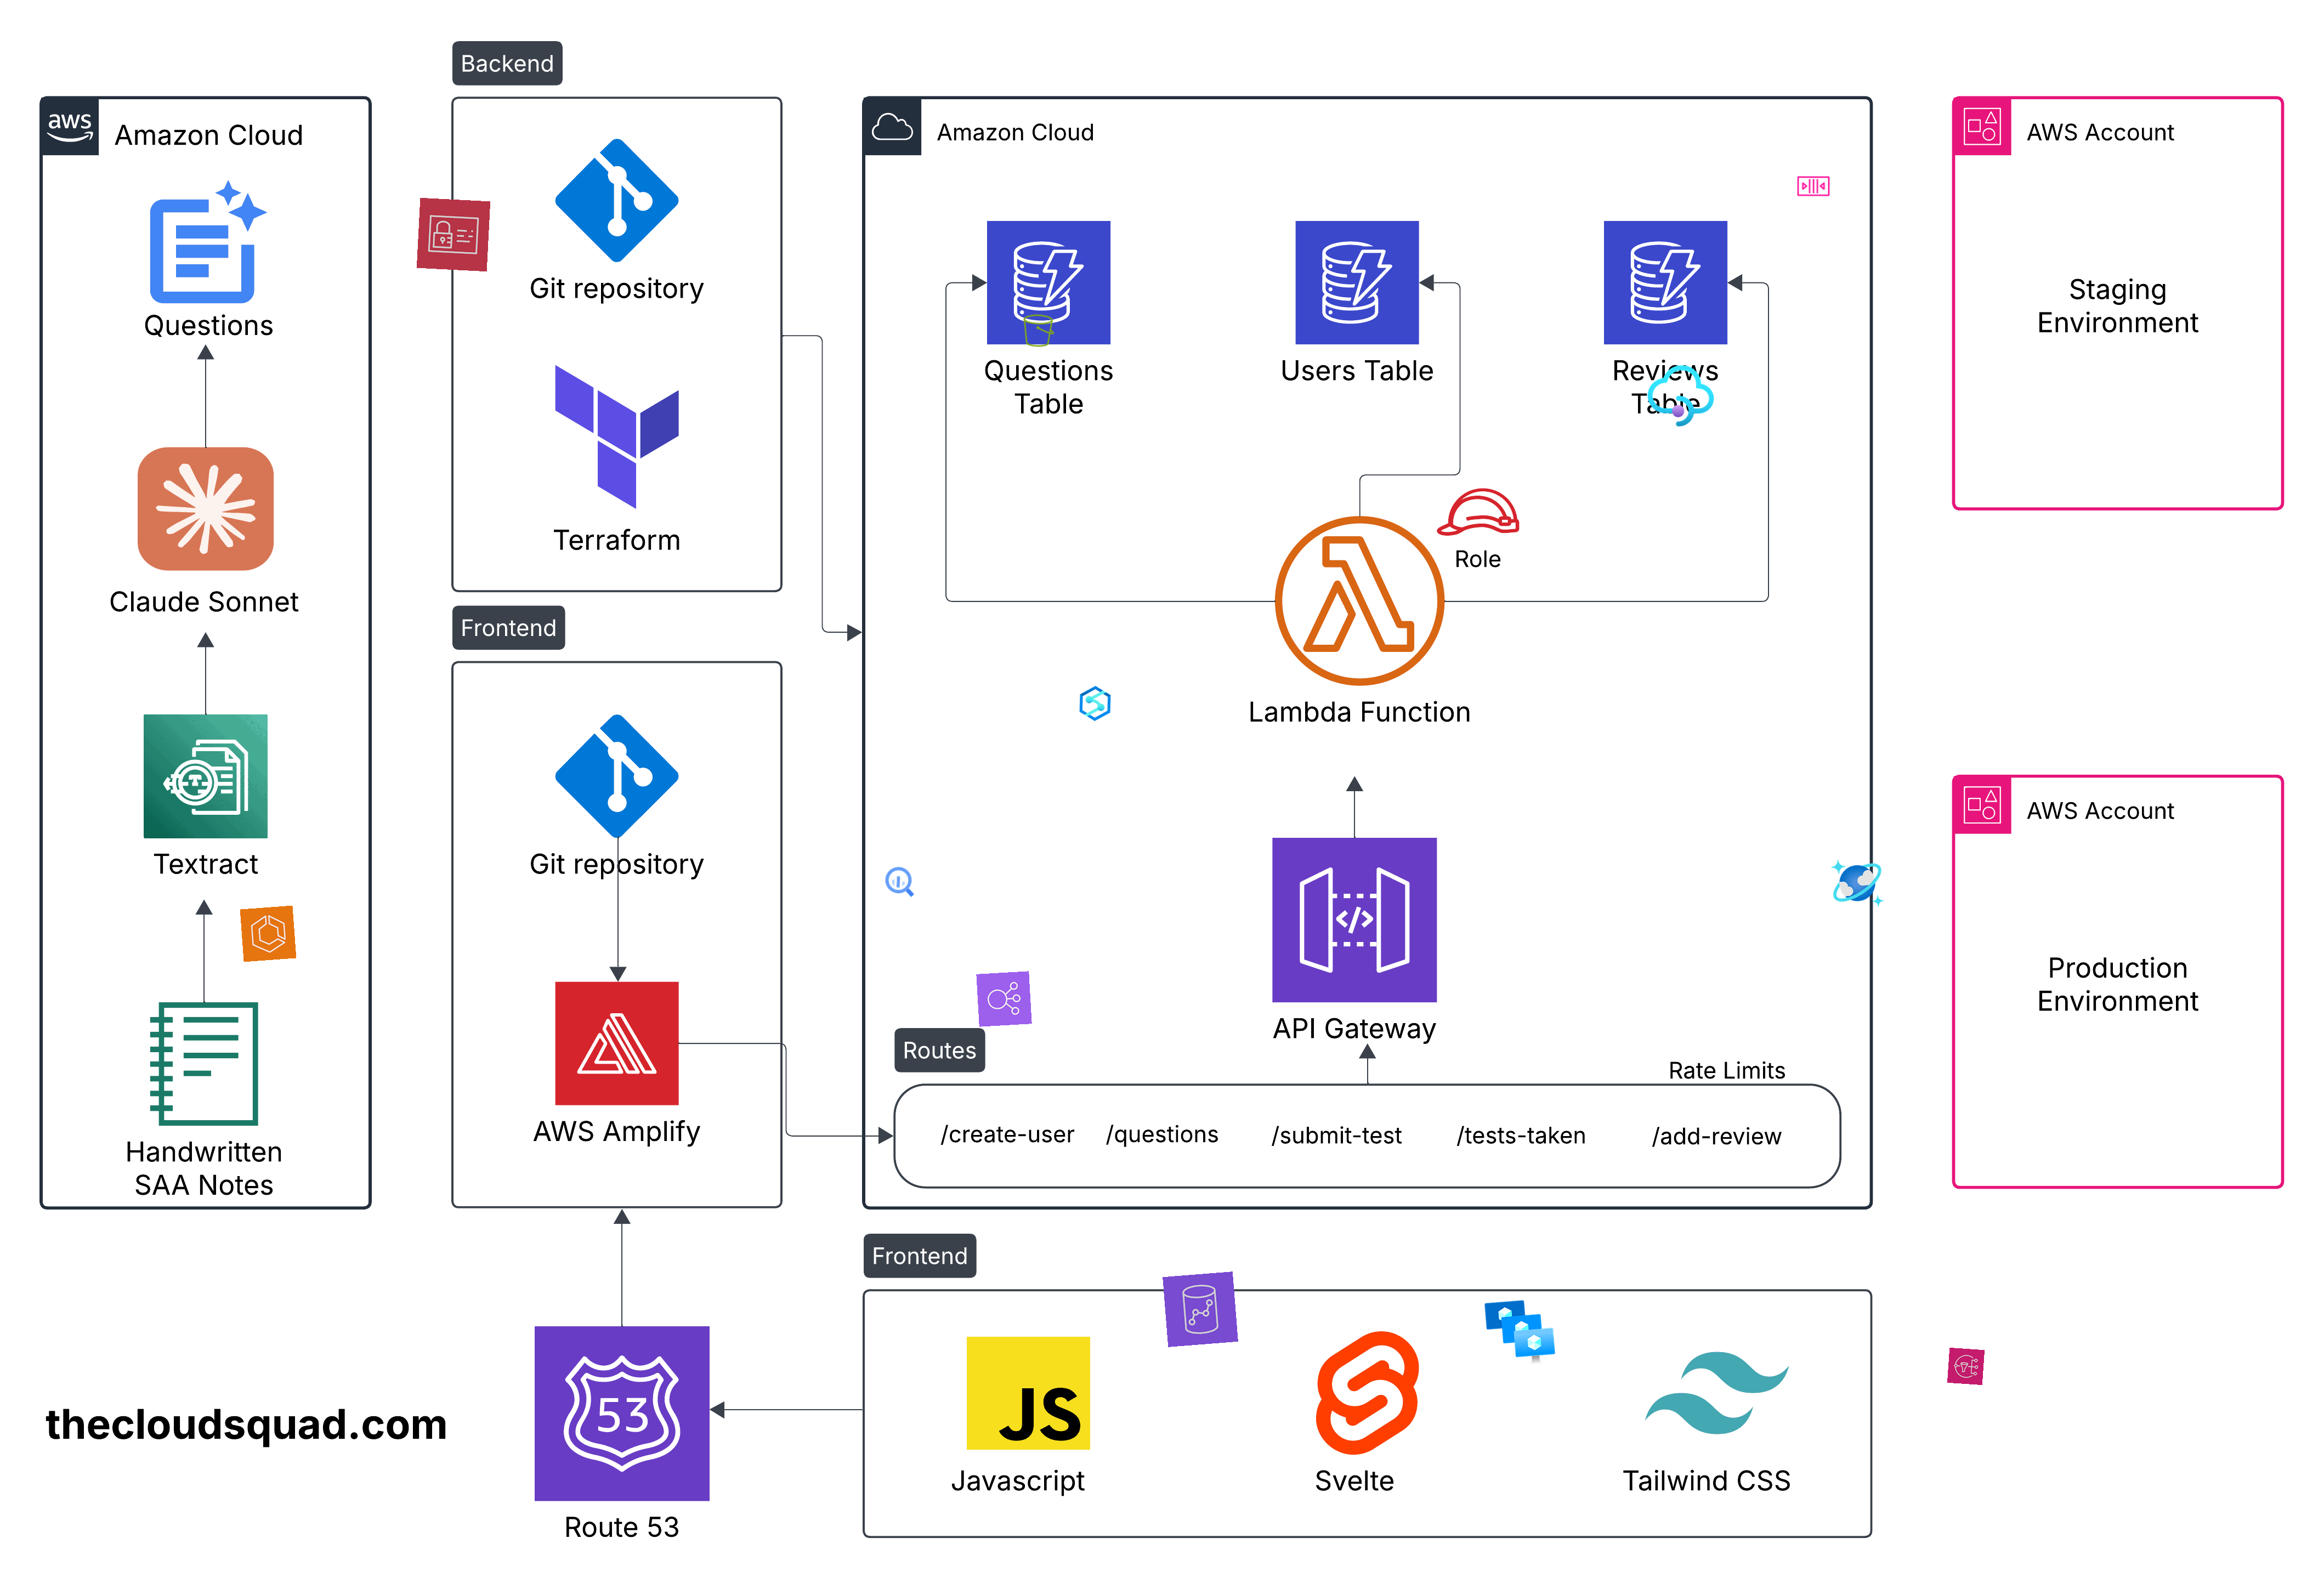 Backend
aws
Amazon Cloud
Questions
Claude Sonnet
Textract
Handwritten
SAA Notes
Git repository
Terraform
Frontend
Git repository
AWS Amplify
Amazon Cloud
Questions
Table
Users Table
Reviews
Table
Role
Lambda Function
API Gateway
Routes
Rate Limits
/create-user
/questions
/submit-test
/tests-taken
/add-review
AWS Account
Staging
Environment
AWS Account
Production
Environment
Frontend
JS
Javascript
Svelte
Tailwind CSS
53
Route 53
thecloudsquad.com